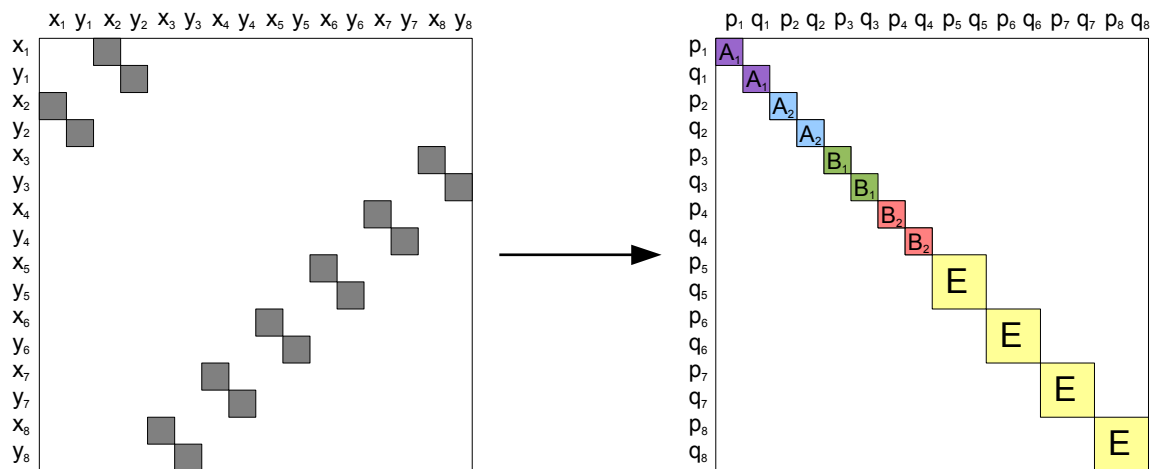 x₁ y₁ x₂ y₂ x₃ y₃ x₄ y₄ x₅ y₅ x₆ y₆ x₇ y₇ x₈ y₈
x₁
y₁
x₂
y₂
x₃
y₃
x₄
y₄
x₅
y₅
x₆
y₆
x₇
y₇
x₈
y₈
p₁ q₁ p₂ q₂ p₃ q₃ p₄ q₄ p₅ q₅ p₆ q₆ p₇ q₇ p₈ q₈
p₁ A₁
q₁ A₁
p₂ A₂
q₂ A₂
p₃ B₁
q₃ B₁
p₄ B₂
q₄ B₂
p₅
E
q₅
p₆
E
q₆
p₇
E
q₇
p₈
E
q₈